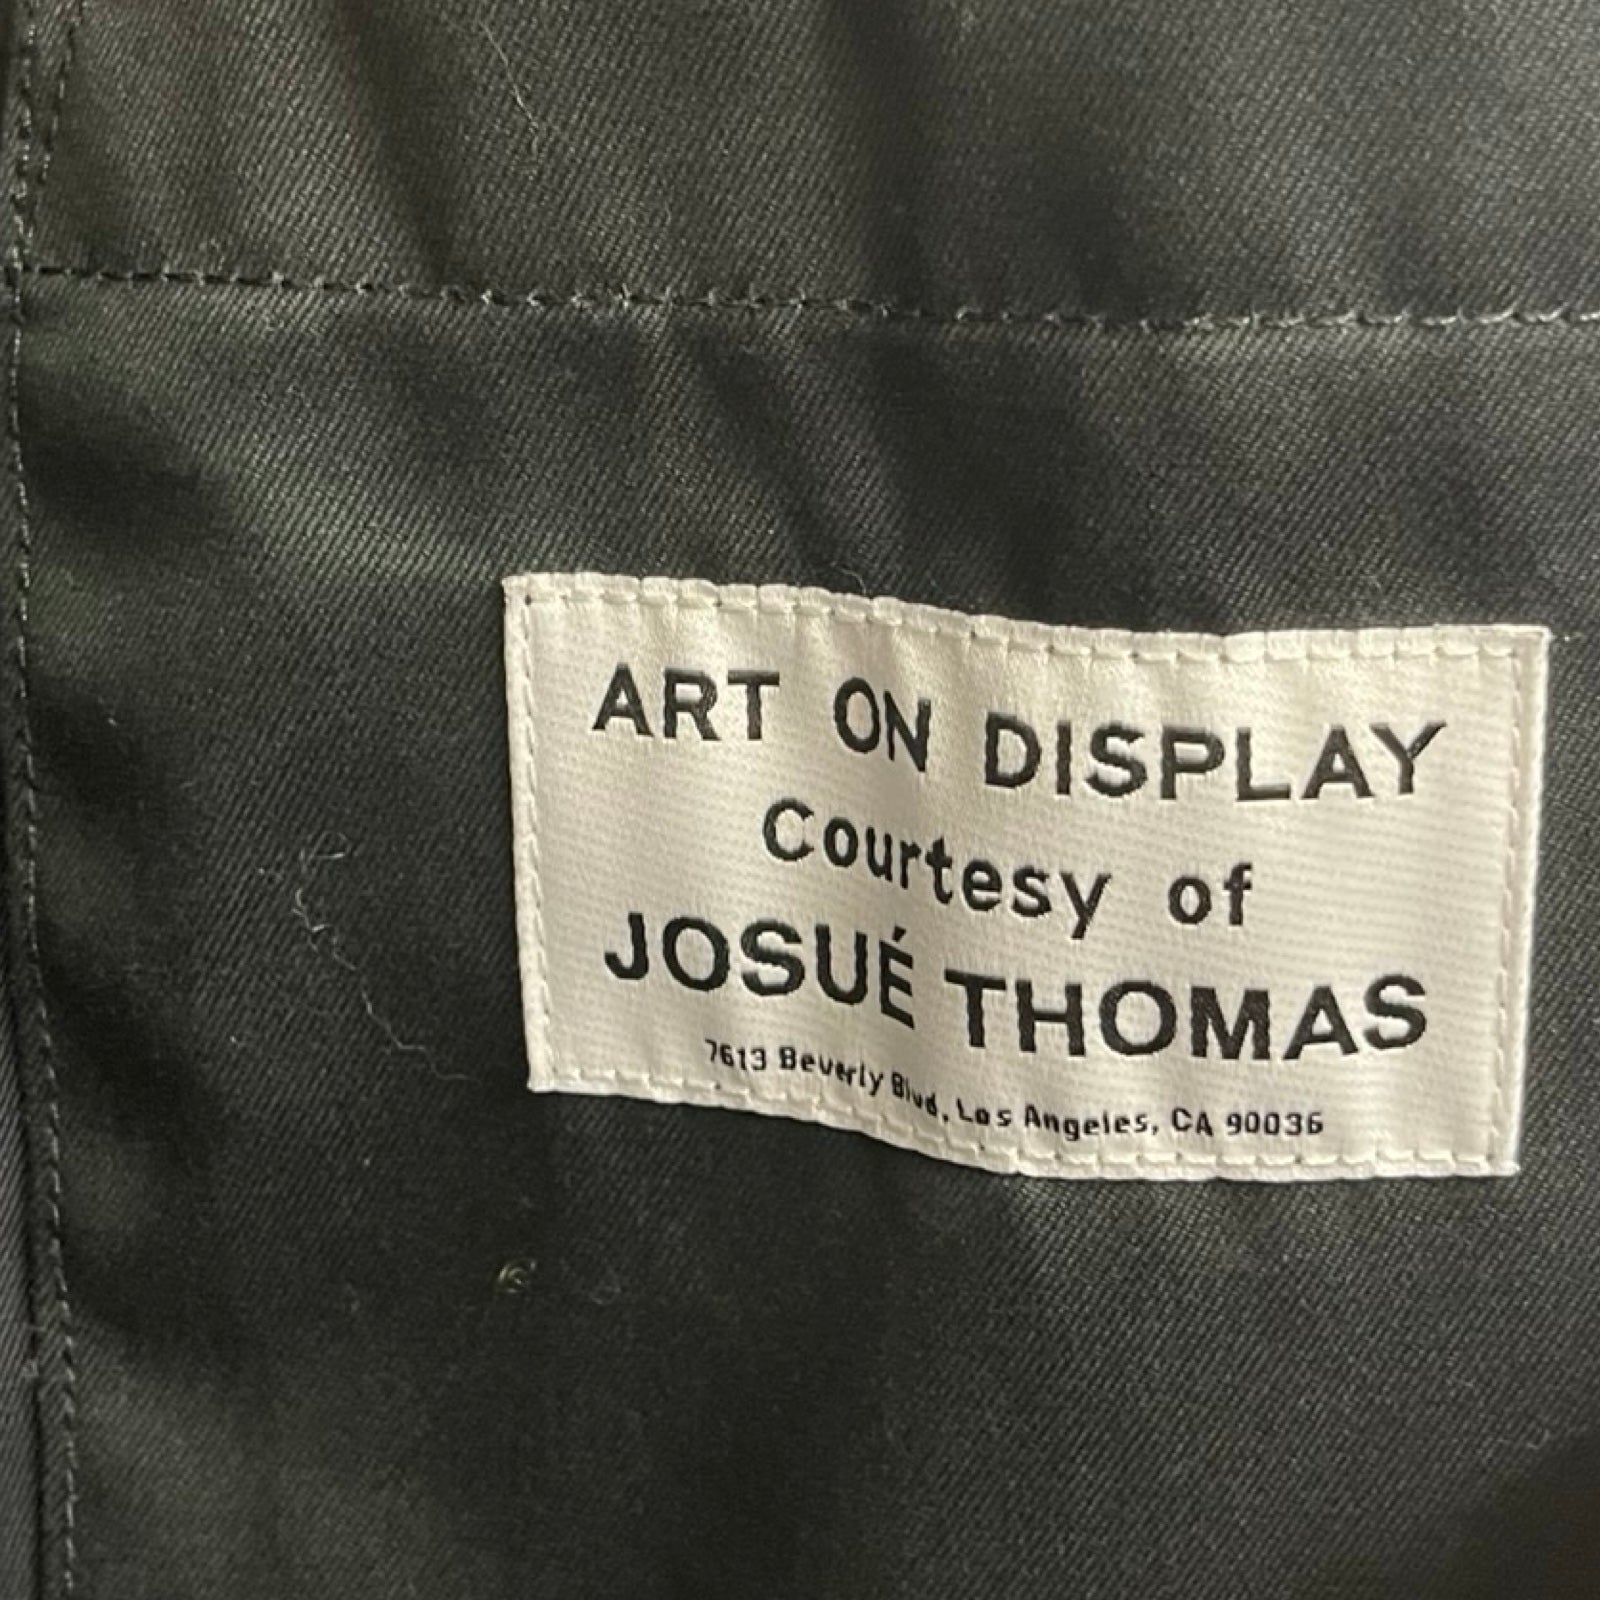 ART ON DISPLAY
Courtesy of
JOSUÉ THOMAS
7613 Beverly Blvd, Los Angeles, CA 90036